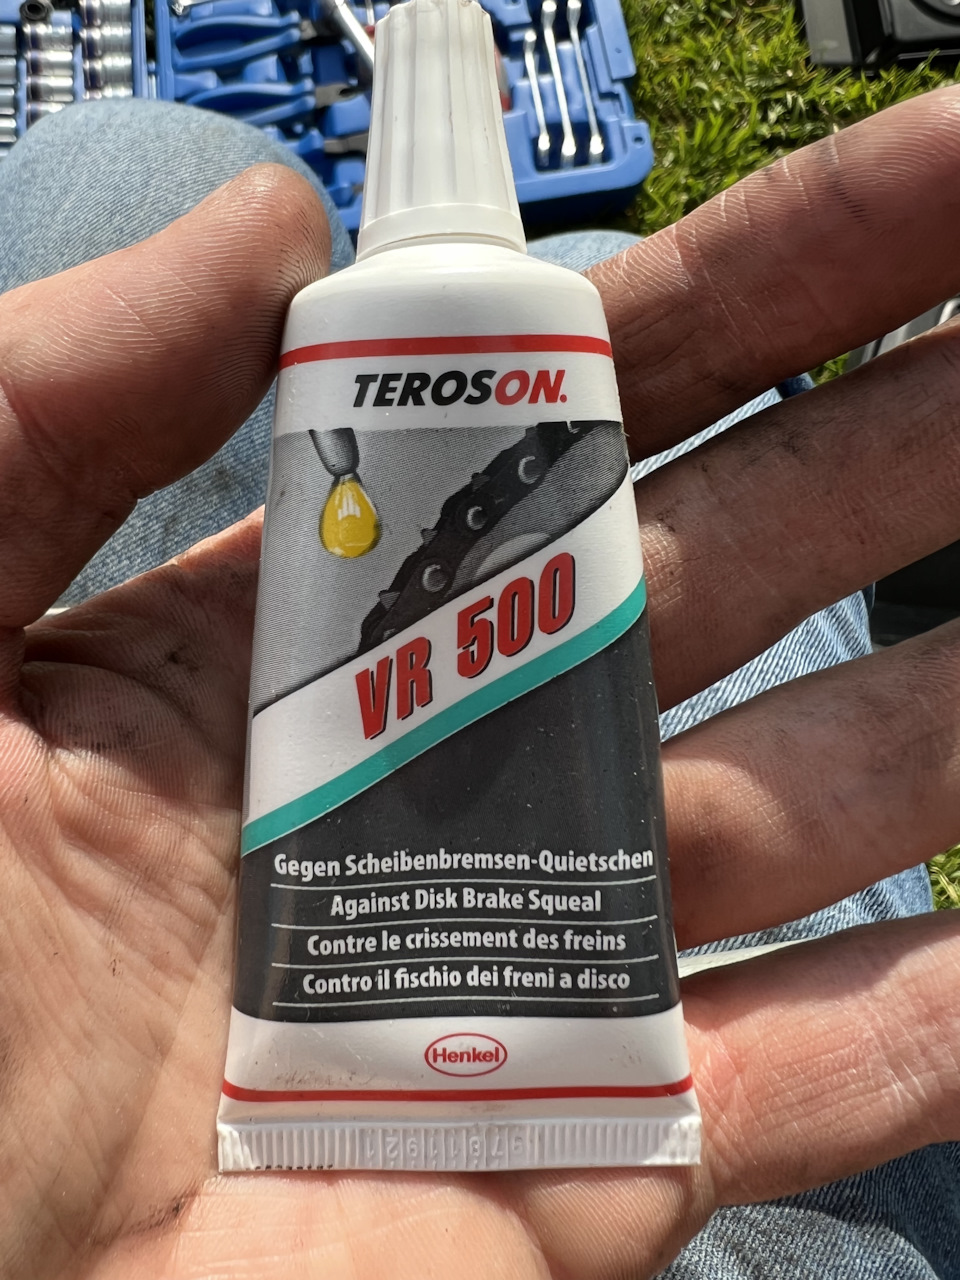 TEROSON.
VR 500
Gegen Scheibenbremsen-Quietschen
Against Disk Brake Squeal
Contre le crissement des freins
Contro il fischio dei freni a disco
Henkel